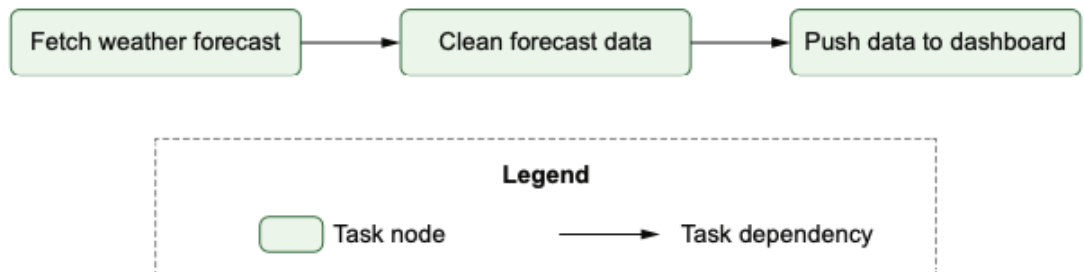 Fetch weather forecast
Clean forecast data
Push data to dashboard
Legend
Task node
Task dependency